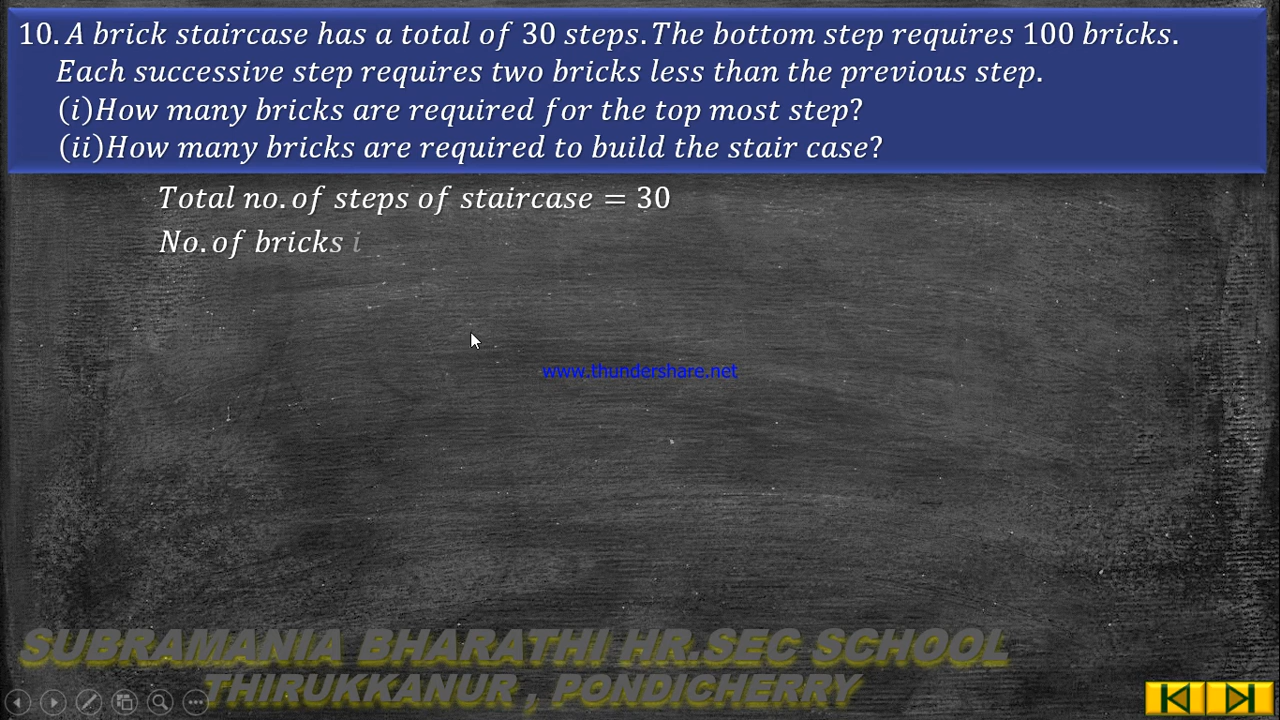 10. A brick staircase has a total of 30 steps. The bottom step requires 100 bricks.
Each successive step requires two bricks less than the previous step.
(i) How many bricks are required for the top most step?
(ii) How many bricks are required to build the stair case?
Total no. of steps of staircase = 30
No. of bricks i
www.thundershare.net
SUBRAMANIA BHARATHI HR.SEC SCHOOL
THIRUKKANUR , PONDICHERRY